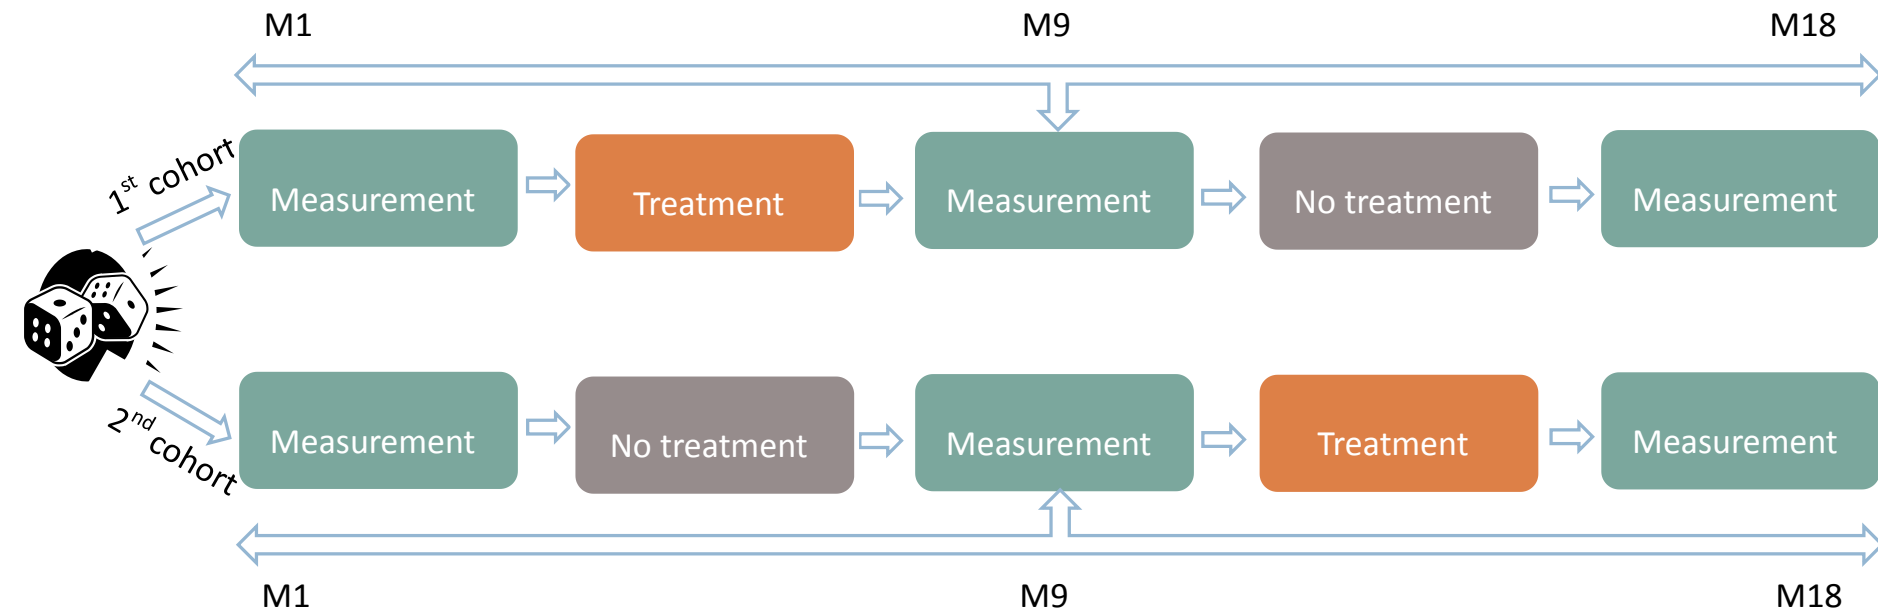 M1 M9 M18
1st cohort
Measurement Treatment Measurement No treatment Measurement
Measurement No treatment Measurement Treatment Measurement
2nd cohort
M1 M9 M18